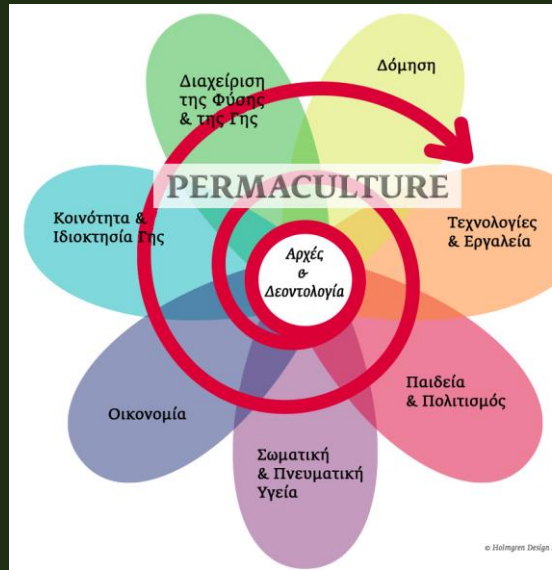 Διαχείριση
της Φύσης
& της Γης
Δόμηση
PERMACULTURE
Κοινότητα &
Ιδιοκτησία Γης
Τεχνολογίες
& Εργαλεία
Αρχές
&
Δεοντολογία
Παιδεία
& Πολιτισμός
Οικονομία
Σωματική
& Πνευματική
Υγεία
© Holmgren Design